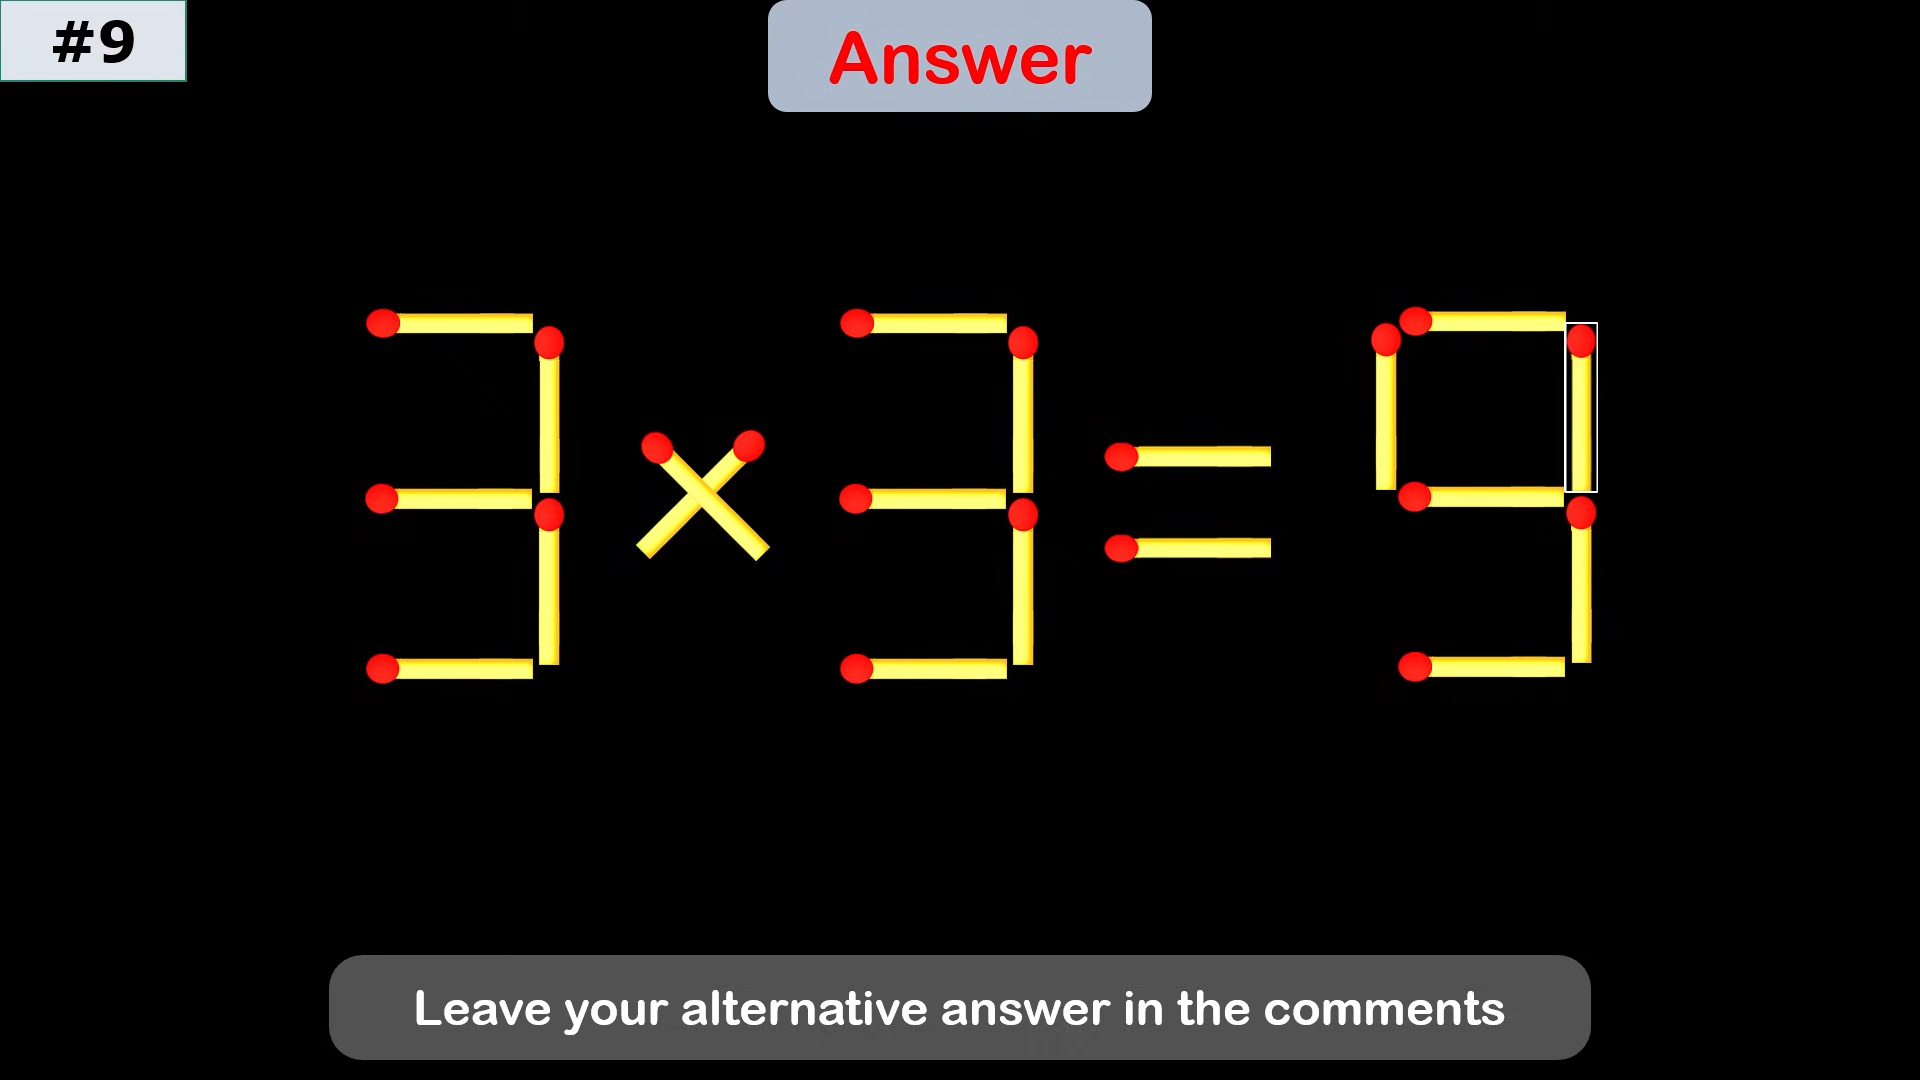 #9
Answer
3 × 3 = 9
Leave your alternative answer in the comments